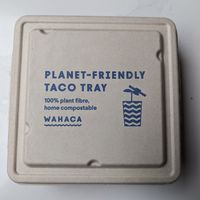 PLANET-FRIENDLY
TACO TRAY
100% plant fibre,
home compostable
WAHACA